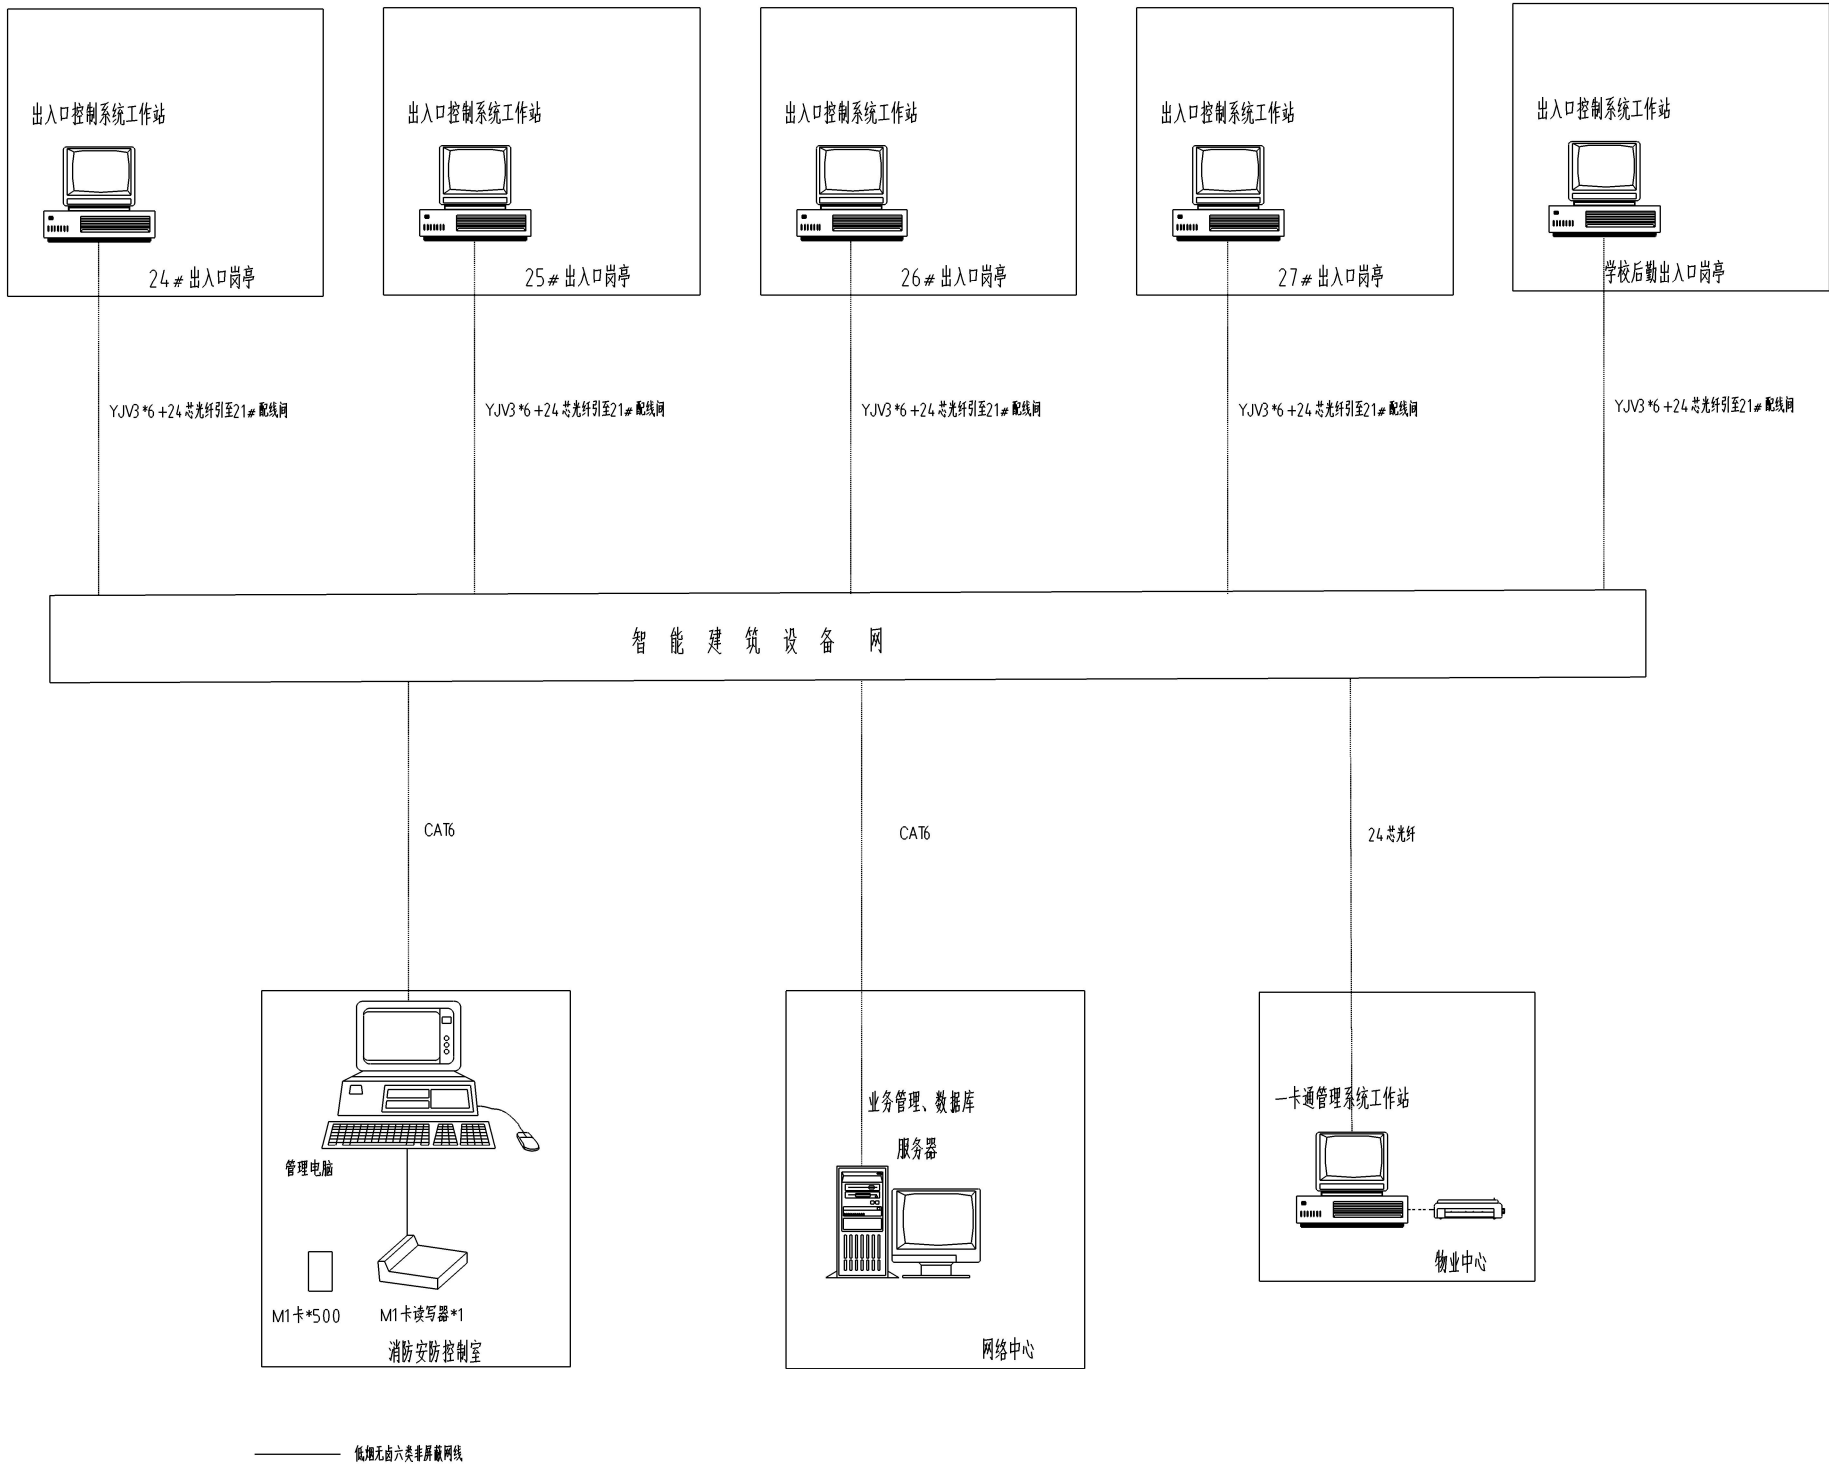 出入口控制系统工作站
出入口控制系统工作站
出入口控制系统工作站
出入口控制系统工作站
出入口控制系统工作站
24# 出入口岗亭
25# 出入口岗亭
26# 出入口岗亭
27# 出入口岗亭
学校后勤出入口岗亭
YJV3*6+24芯光纤引至21#配线间
YJV3*6+24芯光纤引至21#配线间
YJV3*6+24芯光纤引至21#配线间
YJV3*6+24芯光纤引至21#配线间
YJV3*6+24芯光纤引至21#配线间
智能建筑设备网
CAT6
CAT6
24芯光纤
管理电脑
M1卡*500
M1卡读写器*1
消防安防控制室
业务管理、数据库
服务器
网络中心
一卡通管理系统工作站
物业中心
低烟无卤六类非屏蔽网线